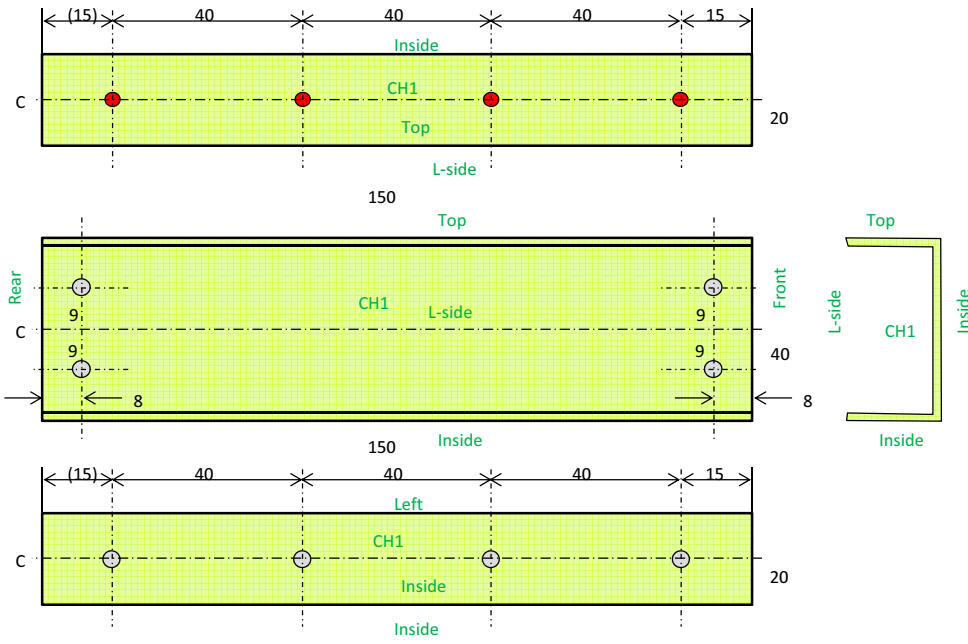 (15) 40 40 40 15
Inside
CH1
C
20
Top
L-side
150
Top
Top
Rear
Front
L-side
Inside
CH1
L-side
9 9
C
CH1
9 9
40
8 8
Inside
Inside
150
(15) 40 40 40 15
Left
CH1
C
20
Inside
Inside